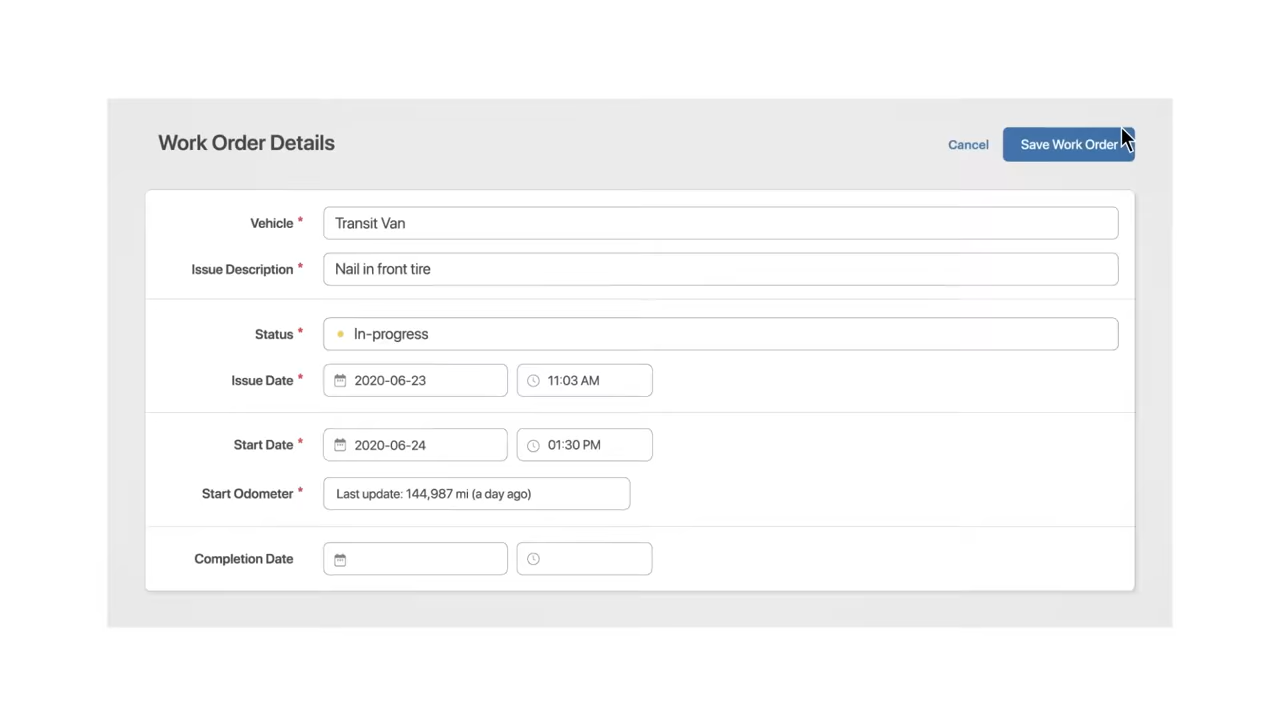 Work Order Details
Cancel
Save Work Order
Vehicle *
Transit Van
Issue Description *
Nail in front tire
Status *
In-progress
Issue Date *
2020-06-23
11:03 AM
Start Date *
2020-06-24
01:30 PM
Start Odometer *
Last update: 144,987 mi (a day ago)
Completion Date